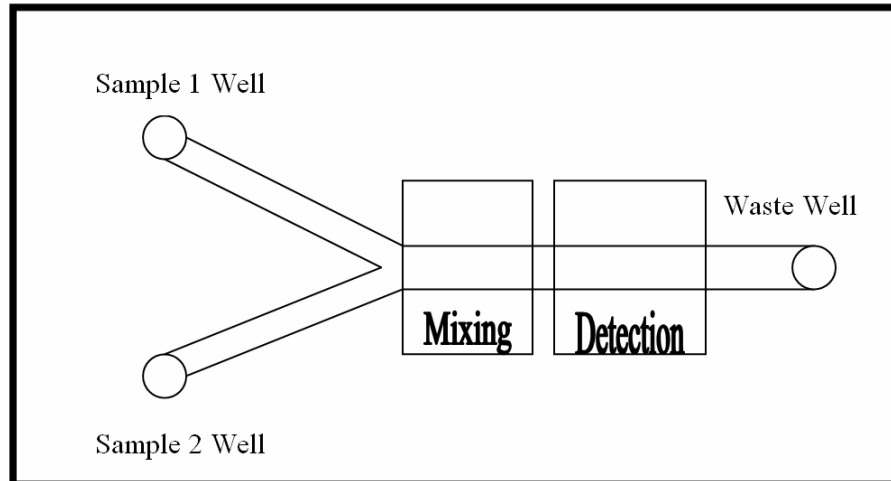 Sample 1 Well
Waste Well
Mixing
Detection
Sample 2 Well